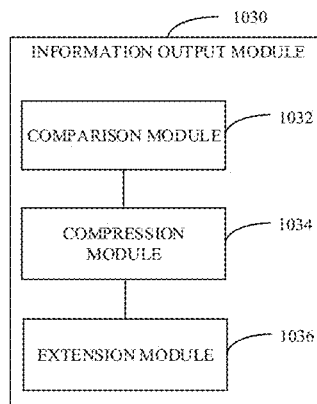 1030
INFORMATION OUTPUT MODULE
1032
COMPARISON MODULE
1034
COMPRESSION
MODULE
1036
EXTENSION MODULE